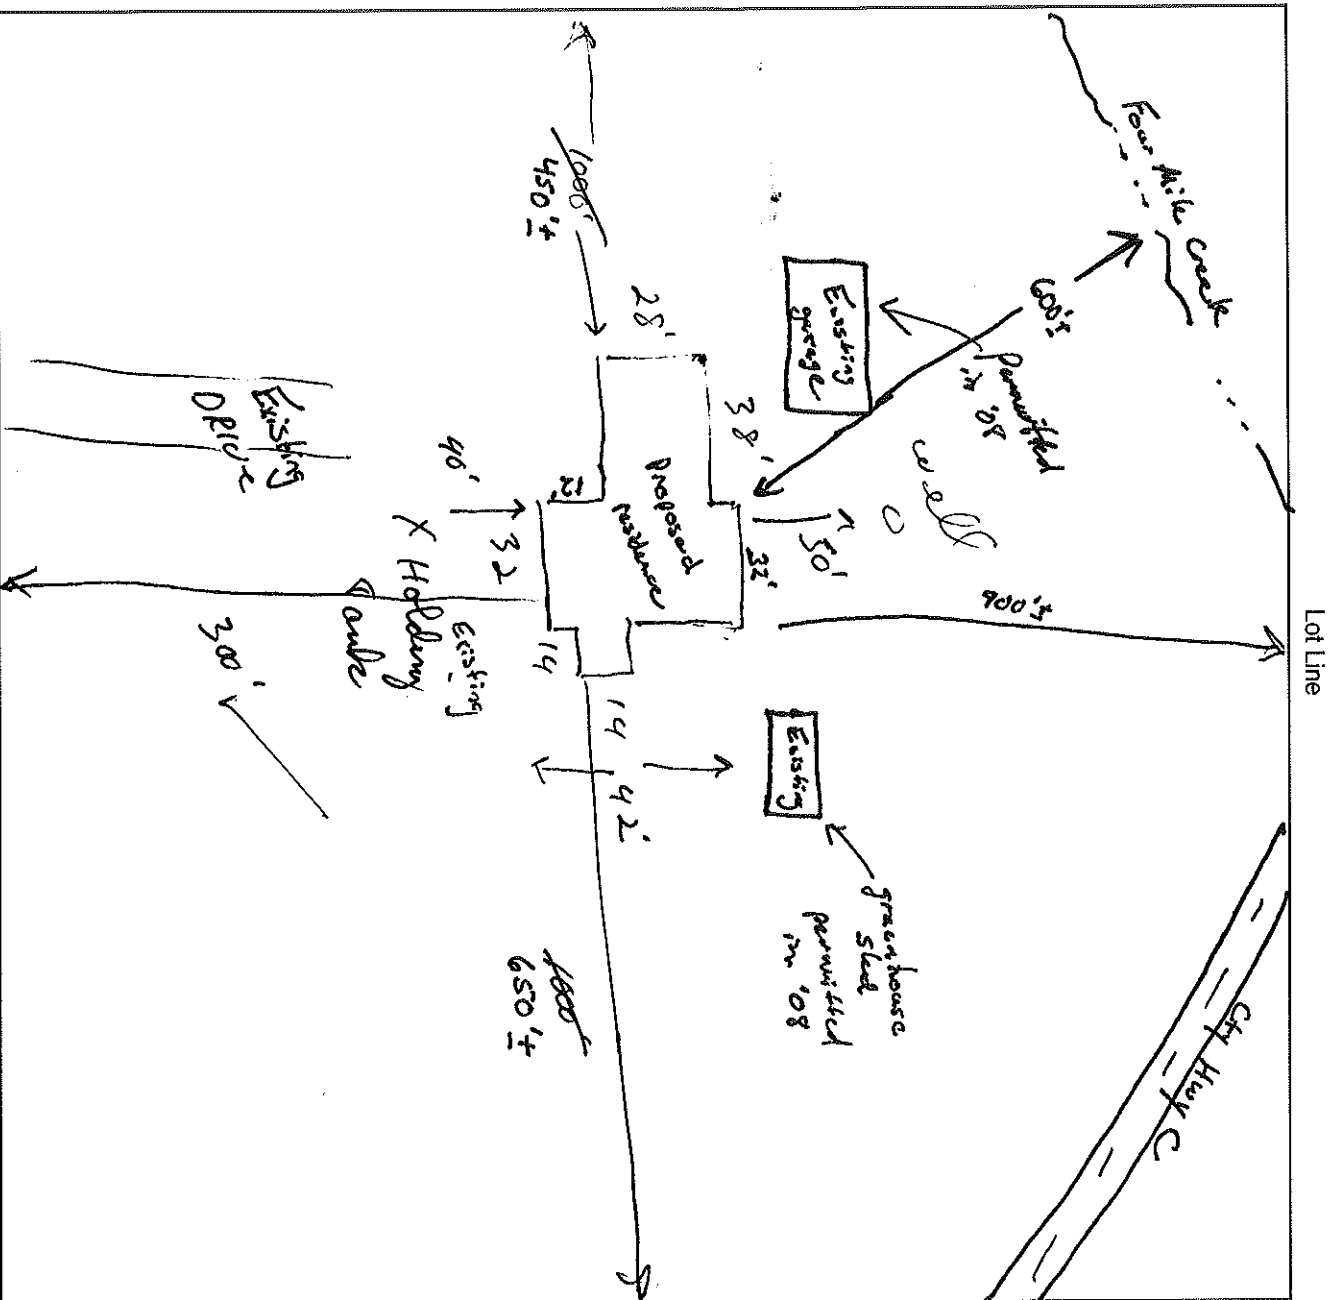 Lot Line
Four Mile Creek
600'±
Permitted
in '08
Existing
garage
well
O
50'
900'±
1000'
450'±
28'
38'
32'
12'
Proposed
residence
32
14
14
42'
40'
X Holding
Tank
Existing
300'
Existing
DRIVE
Existing
greenhouse
shed
permitted
in '08
1000
650'±
Cty Hwy C